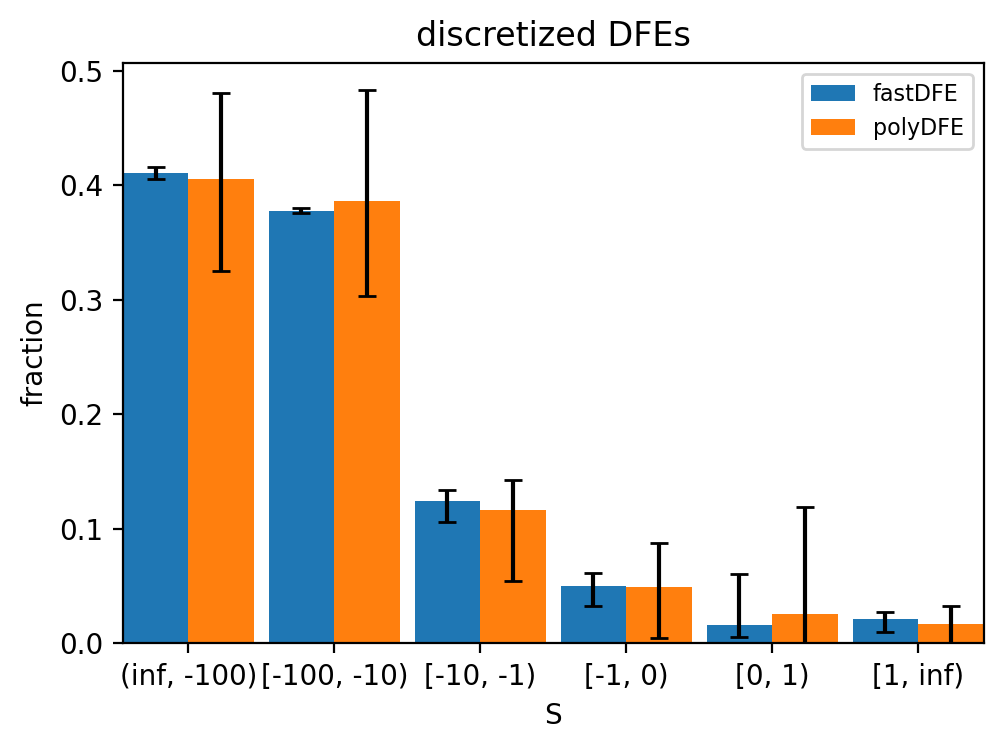 discretized DFEs
fastDFE
polyDFE
0.5
0.4
0.3
0.2
0.1
0.0
fraction
(inf, -100) [-100, -10) [-10, -1) [-1, 0) [0, 1) [1, inf)
S